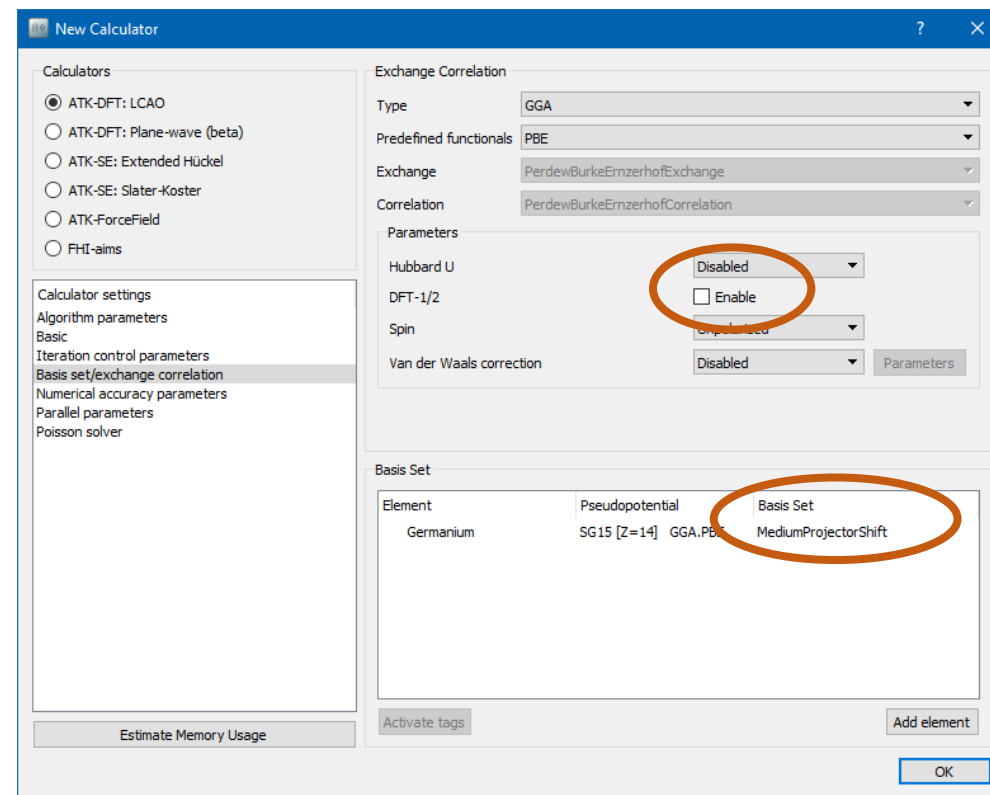 New Calculator
?
Calculators
ATK-DFT: LCAO
ATK-DFT: Plane-wave (beta)
ATK-SE: Extended Hückel
ATK-SE: Slater-Koster
ATK-ForceField
FHI-aims
Calculator settings
Algorithm parameters
Basic
Iteration control parameters
Basis set/exchange correlation
Numerical accuracy parameters
Parallel parameters
Poisson solver
Estimate Memory Usage
Exchange Correlation
Type GGA
Predefined functionals PBE
Exchange PerdewBurkeErnzerhofExchange
Correlation PerdewBurkeErnzerhofCorrelation
Parameters
Hubbard U Disabled
DFT-1/2 Enable
Spin Unpolarized
Van der Waals correction Disabled Parameters
Basis Set
Element Pseudopotential Basis Set
Germanium SG15 [Z=14] GGA.PBE MediumProjectorShift
Activate tags Add element
OK